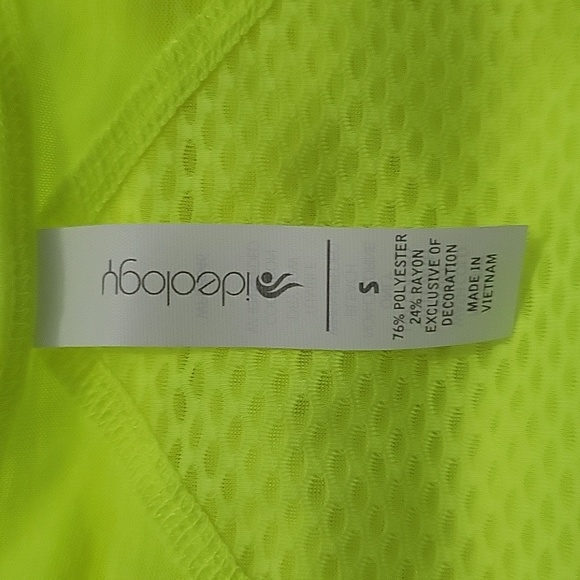 ideology
S
76% POLYESTER
24% RAYON
EXCLUSIVE OF
DECORATION
MADE IN
VIETNAM